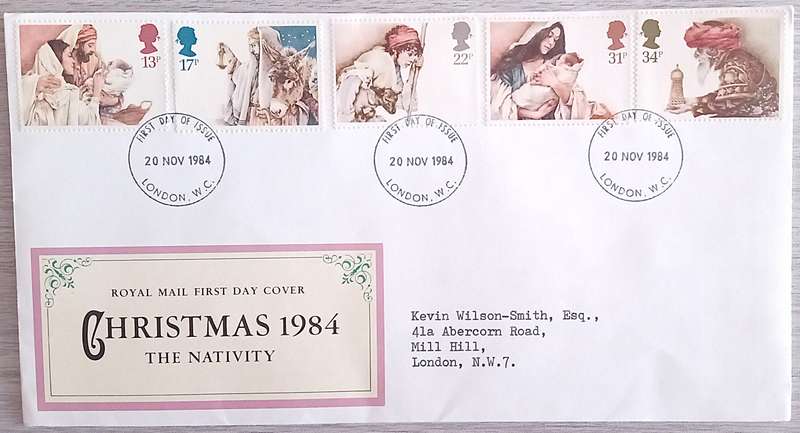 13P
17P
22P
31P
34P
FIRST DAY OF ISSUE
20 NOV 1984
LONDON, W.C.
FIRST DAY OF ISSUE
20 NOV 1984
LONDON, W.C.
FIRST DAY OF ISSUE
20 NOV 1984
LONDON, W.C.
ROYAL MAIL FIRST DAY COVER
CHRISTMAS 1984
THE NATIVITY
Kevin Wilson-Smith, Esq.,
41a Abercorn Road,
Mill Hill,
London, N.W.7.